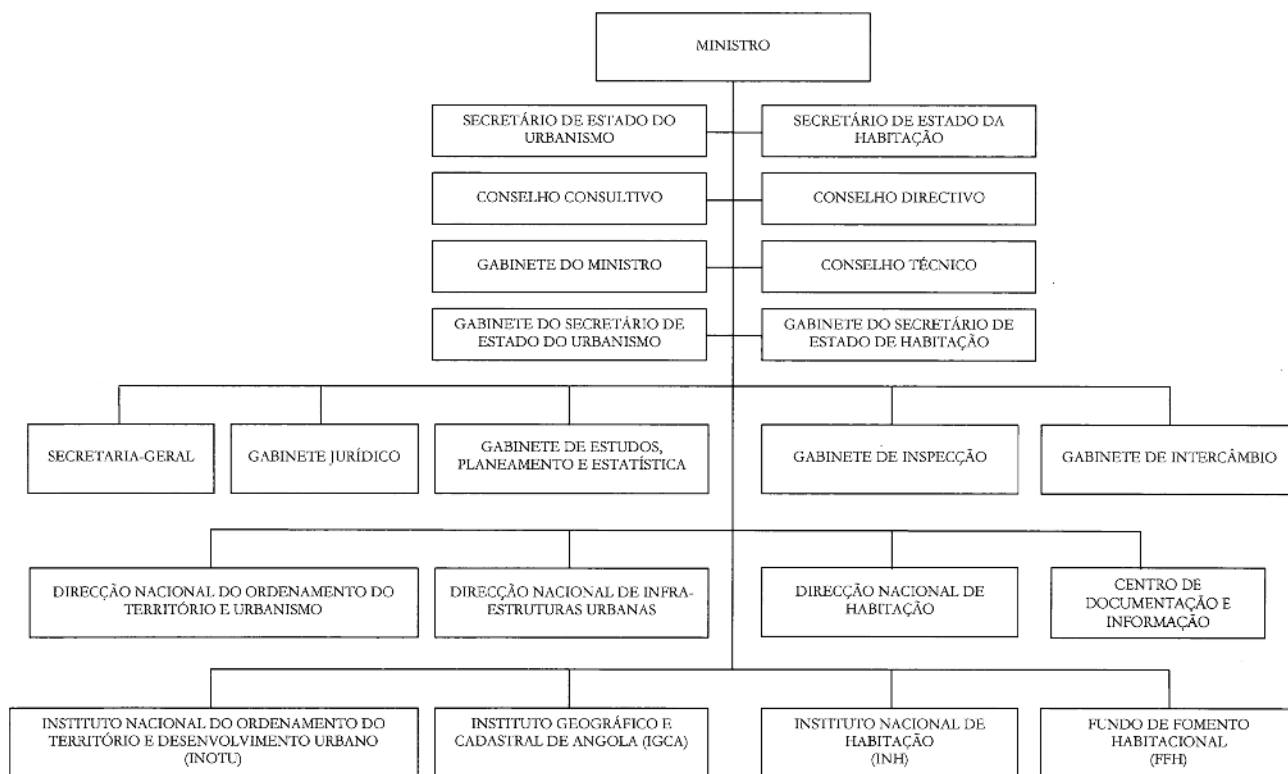 MINISTRO
SECRETÁRIO DE ESTADO DO
URBANISMO
SECRETÁRIO DE ESTADO DA
HABITAÇÃO
CONSELHO CONSULTIVO
CONSELHO DIRECTIVO
GABINETE DO MINISTRO
CONSELHO TÉCNICO
GABINETE DO SECRETÁRIO DE
ESTADO DO URBANISMO
GABINETE DO SECRETÁRIO DE
ESTADO DE HABITAÇÃO
SECRETARIA-GERAL
GABINETE JURÍDICO
GABINETE DE ESTUDOS,
PLANEAMENTO E ESTATÍSTICA
GABINETE DE INSPECÇÃO
GABINETE DE INTERCÂMBIO
DIRECÇÃO NACIONAL DO ORDENAMENTO DO
TERRITÓRIO E URBANISMO
DIRECÇÃO NACIONAL DE INFRA-
ESTRUTURAS URBANAS
DIRECÇÃO NACIONAL DE
HABITAÇÃO
CENTRO DE
DOCUMENTAÇÃO E
INFORMAÇÃO
INSTITUTO NACIONAL DO ORDENAMENTO DO
TERRITÓRIO E DESENVOLVIMENTO URBANO
(INOTU)
INSTITUTO GEOGRÁFICO E
CADASTRAL DE ANGOLA (IGCA)
INSTITUTO NACIONAL DE
HABITAÇÃO
(INH)
FUNDO DE FOMENTO
HABITACIONAL
(FFH)